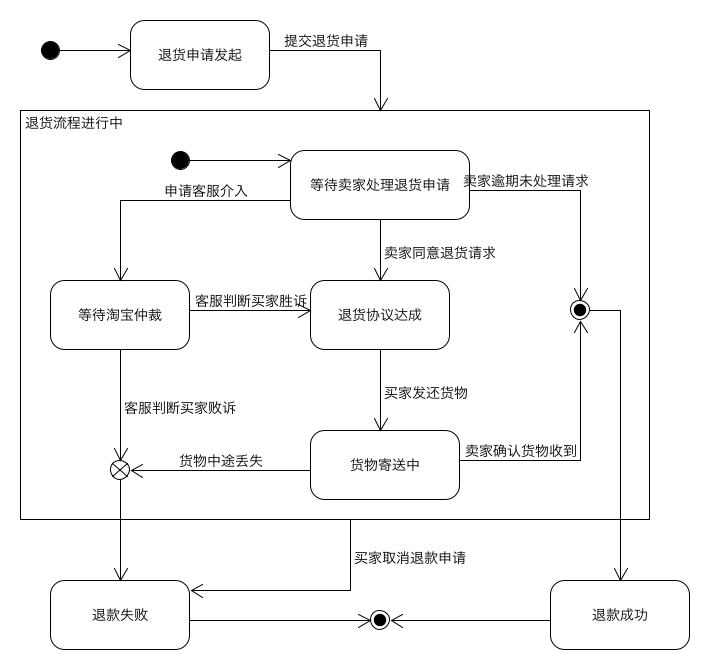 退货申请发起
提交退货申请
退货流程进行中
等待卖家处理退货申请
卖家逾期未处理请求
申请客服介入
卖家同意退货请求
等待淘宝仲裁
客服判断买家胜诉
退货协议达成
买家发还货物
客服判断买家败诉
货物中途丢失
货物寄送中
卖家确认货物收到
买家取消退款申请
退款失败
退款成功